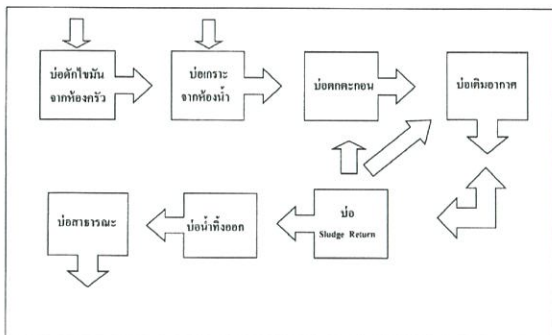 บ่อดักไขมัน
จากห้องครัว
บ่อเกราะ
จากห้องน้ำ
บ่อตกตะกอน
บ่อเติมอากาศ
บ่อสาธารณะ
บ่อน้ำทิ้งออก
บ่อ
Sludge Return